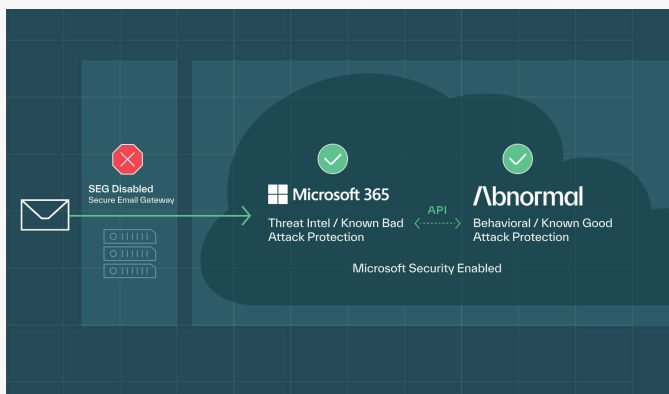 SEG Disabled
Secure Email Gateway
Microsoft 365
Threat Intel / Known Bad
Attack Protection
API
Abnormal
Behavioral / Known Good
Attack Protection
Microsoft Security Enabled